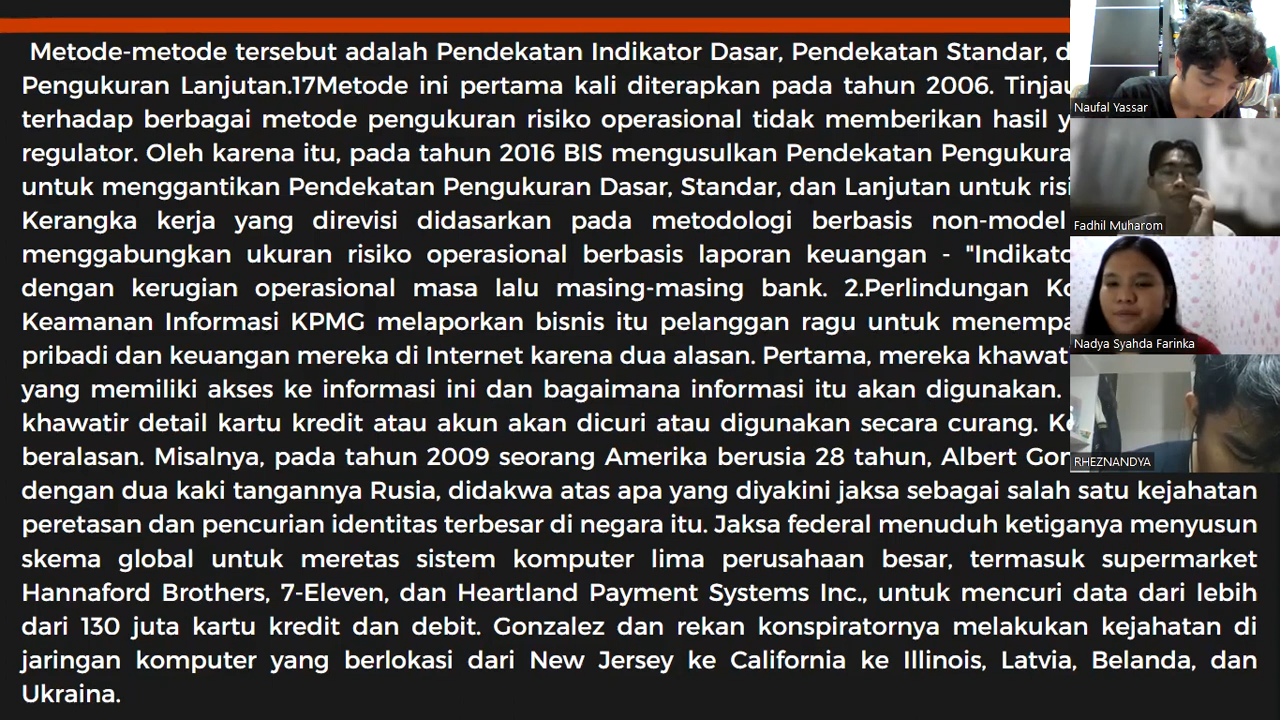 Metode-metode tersebut adalah Pendekatan Indikator Dasar, Pendekatan Standar,
Pengukuran Lanjutan.17Metode ini pertama kali diterapkan pada tahun 2006.
terhadap berbagai metode pengukuran risiko operasional tidak memberikan hasil
regulator. Oleh karena itu, pada tahun 2016 BIS mengusulkan Pendekatan
untuk menggantikan Pendekatan Pengukuran Dasar, Standar, dan Lanjutan untuk
Kerangka kerja yang direvisi didasarkan pada metodologi berbasis non-model
menggabungkan ukuran risiko operasional berbasis laporan keuangan -
dengan kerugian operasional masa lalu masing-masing bank. 2.Perlindungan
Keamanan Informasi KPMG melaporkan bisnis itu pelanggan ragu untuk
pribadi dan keuangan mereka di Internet karena dua alasan. Pertama, mereka
yang memiliki akses ke informasi ini dan bagaimana informasi itu akan digunakan.
khawatir detail kartu kredit atau akun akan dicuri atau digunakan secara curang.
beralasan. Misalnya, pada tahun 2009 seorang Amerika berusia 28 tahun, Albert
dengan dua kaki tangannya Rusia, didakwa atas apa yang diyakini jaksa sebagai salah satu kejahatan
peretasan dan pencurian identitas terbesar di negara itu. Jaksa federal menuduh ketiganya menyusun
skema global untuk meretas sistem komputer lima perusahaan besar, termasuk supermarket
Hannaford Brothers, 7-Eleven, dan Heartland Payment Systems Inc., untuk mencuri data dari lebih
dari 130 juta kartu kredit dan debit. Gonzalez dan rekan konspiratornya melakukan kejahatan di
jaringan komputer yang berlokasi dari New Jersey ke California ke Illinois, Latvia, Belanda, dan
Ukraina.
Naufal Yassar
Fadhil Muharom
Nadya Syahda Farinka
RHEZNANDYA